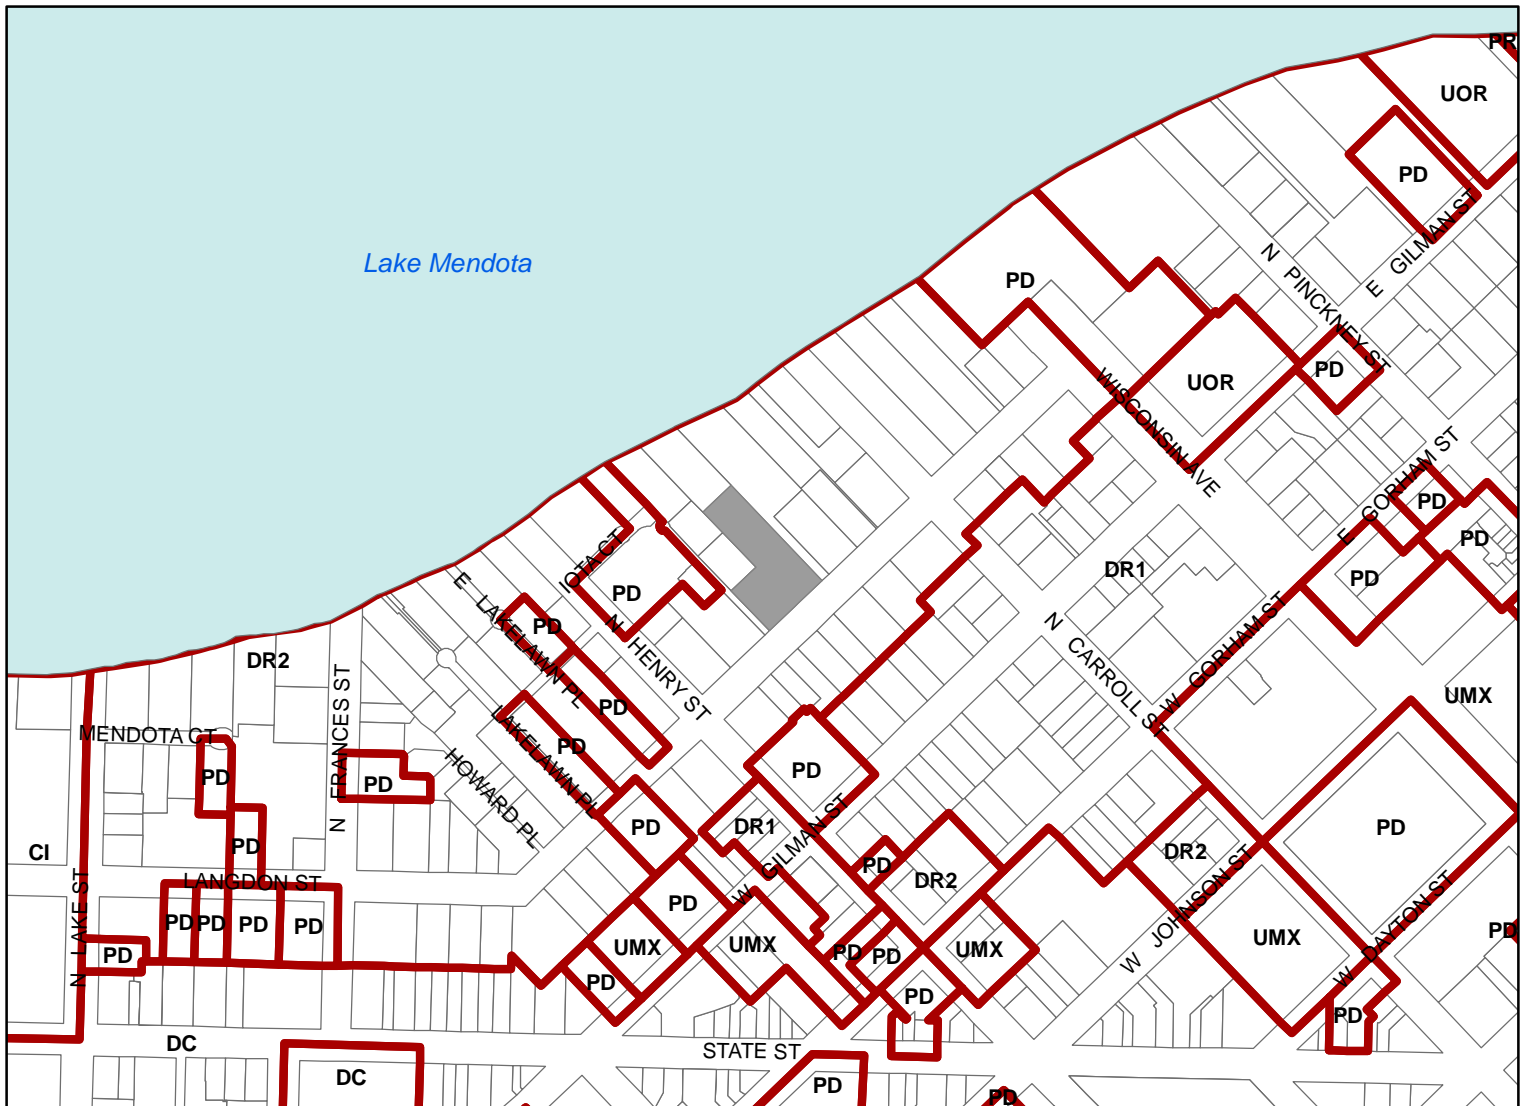 PR
UOR
PD
E GILMAN ST
Lake Mendota
N PINCKNEY ST
PD
PD
UOR
WISCONSIN AVE
E GORHAM ST
PD
PD
PD
DR1
IOTA CT
PD
E LAKELAWN PL
PD
N HENRY ST
N CARROLL ST
W GORHAM ST
UMX
DR2
N FRANCES ST
MENDOTA CT
PD
PD
PD
LAKELAWN PL
PD
HOWARD PL
PD
PD
DR1
W GILMAN ST
PD
PD
CI
PD
LANGDON ST
N LAKE ST
PD
DR2
DR2
W JOHNSON ST
W DAYTON ST
PD
PD
PD
PD
PD
UMX
UMX
PD
PD
UMX
UMX
PD
PD
PD
PD
PD
DC
STATE ST
DC
PD
PD